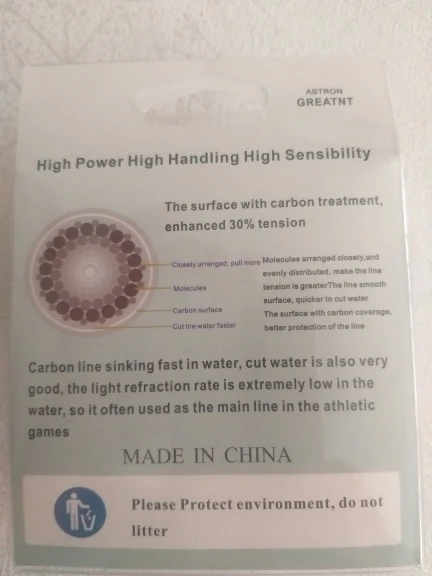 ASTRON
GREATNT
High Power High Handling High Sensibility
The surface with carbon treatment,
enhanced 30% tension
Closely arranged, pull more
Molecules
Carbon surface
Cut the water faster
Molecules arranged closely,and
evenly distributed, make the line
tension is greaterThe line smooth
surface, quicker to cut water
The surface with carbon coverage,
better protection of the line
Carbon line sinking fast in water, cut water is also very
good, the light refraction rate is extremely low in the
water, so it often used as the main line in the athletic
games
MADE IN CHINA
Please Protect environment, do not
litter